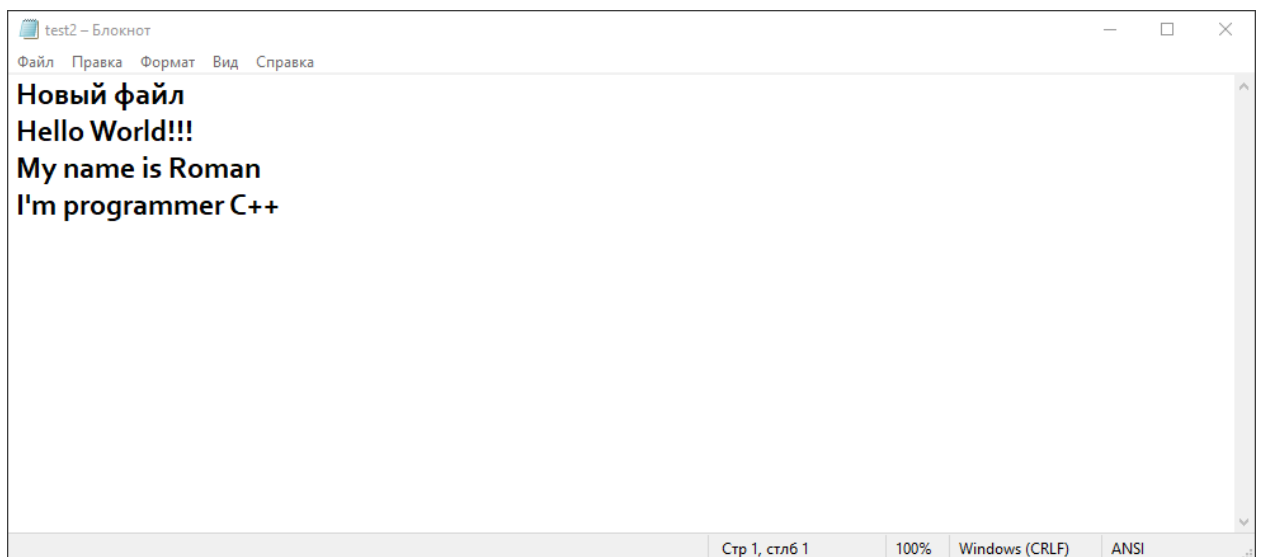 test2 – Блокнот
Файл Правка Формат Вид Справка
Новый файл
Hello World!!!
My name is Roman
I'm programmer C++
Стр 1, стлб 1 100% Windows (CRLF) ANSI